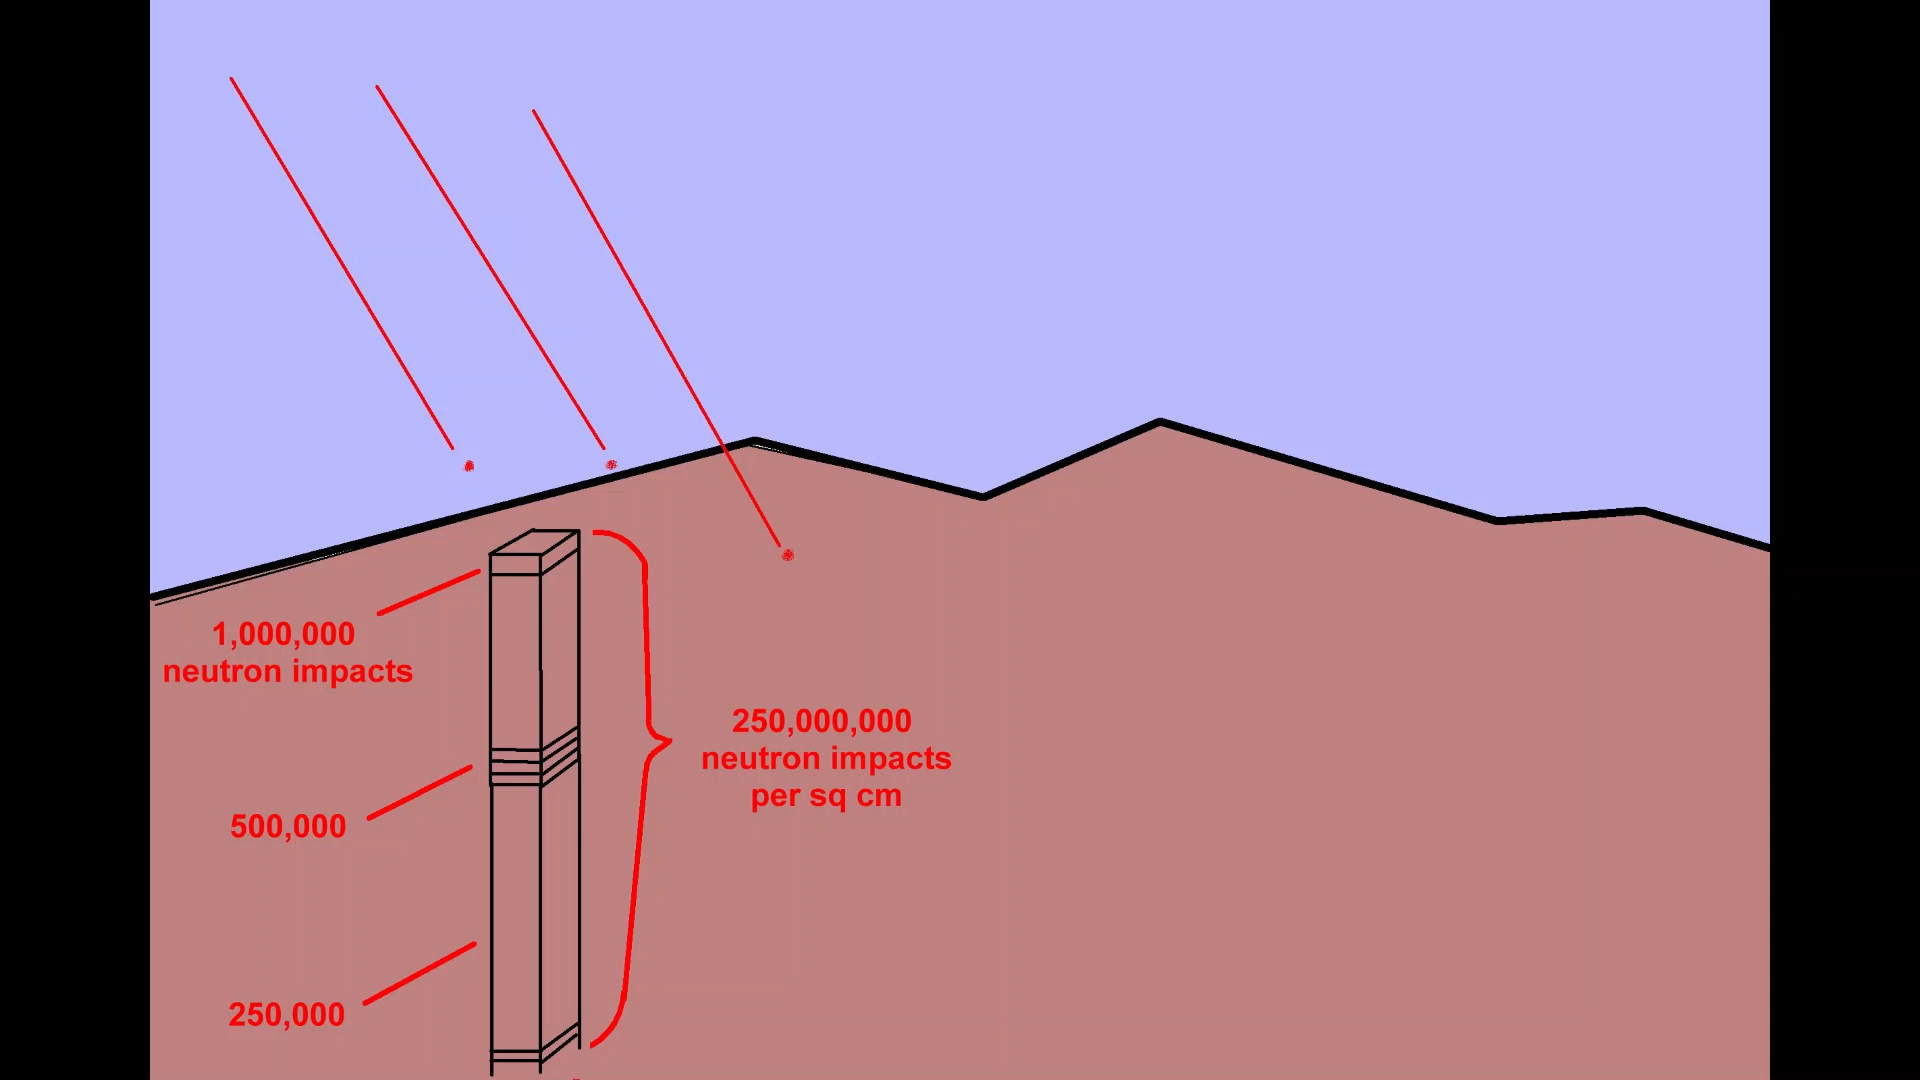 1,000,000
neutron impacts
250,000,000
neutron impacts
per sq cm
500,000
250,000